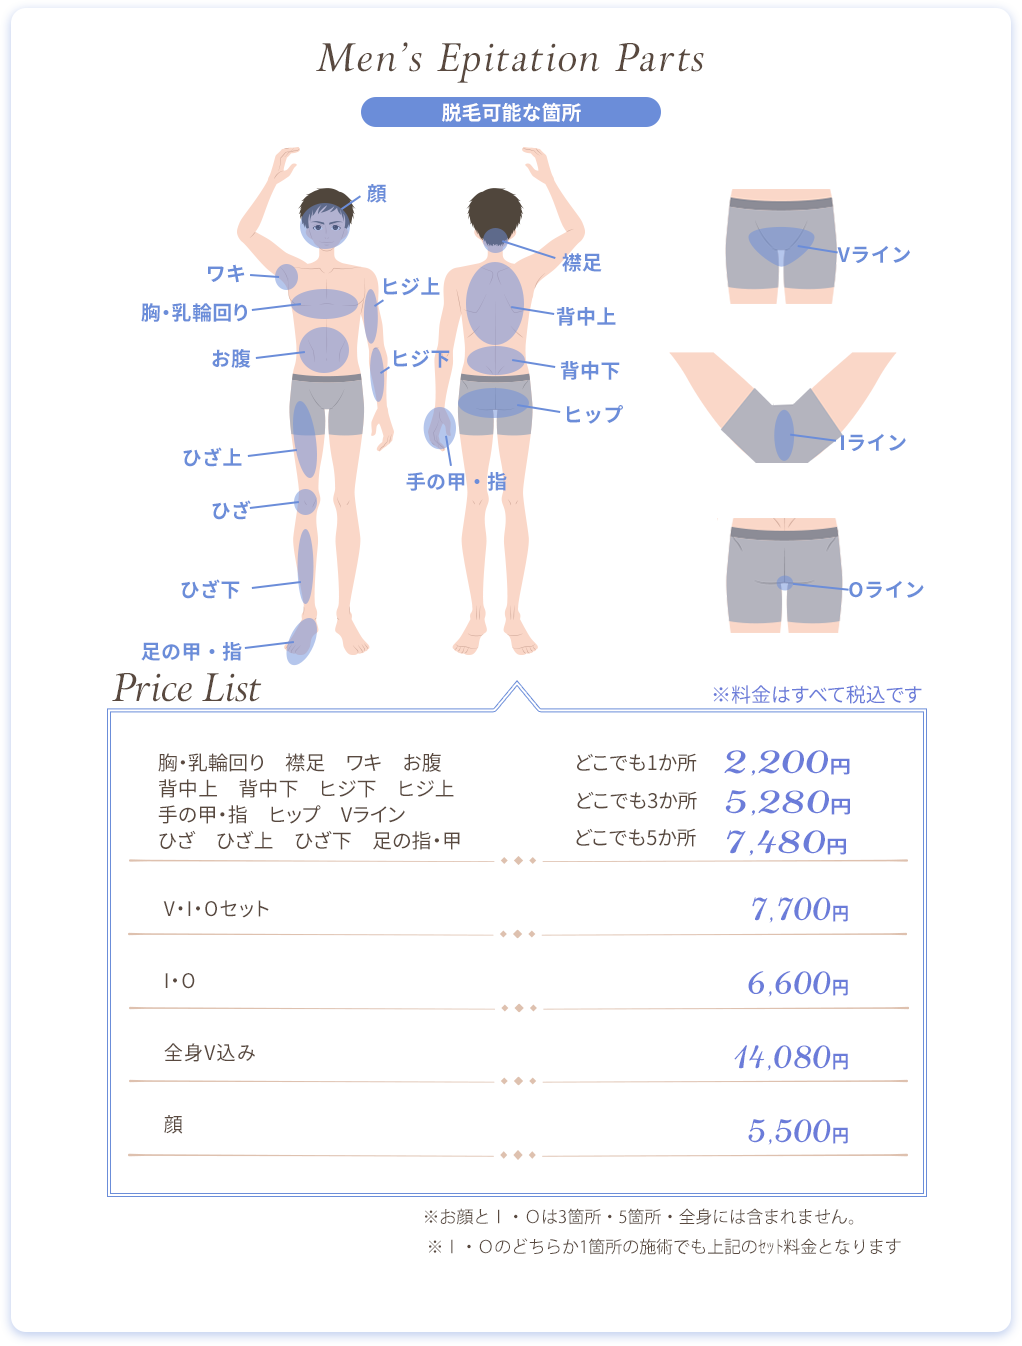 Men's Epitation Parts
脱毛可能な箇所
顔
ワキ
ヒジ上
胸・乳輪回り
お腹
ヒジ下
ひざ上
ひざ
ひざ下
足の甲・指
襟足
背中上
背中下
ヒップ
手の甲・指
Vライン
Iライン
Oライン
Price List
※料金はすべて税込です
胸・乳輪回り 襟足 ワキ お腹
背中上 背中下 ヒジ下 ヒジ上
手の甲・指 ヒップ Vライン
ひざ ひざ上 ひざ下 足の指・甲
どこでも1か所 2,200円
どこでも3か所 5,280円
どこでも5か所 7,480円
V・I・Oセット 7,700円
I・O 6,600円
全身V込み 14,080円
顔 5,500円
※お顔とI・Oは3箇所・5箇所・全身には含まれません。
※I・Oのどちらか1箇所の施術でも上記のセット料金となります